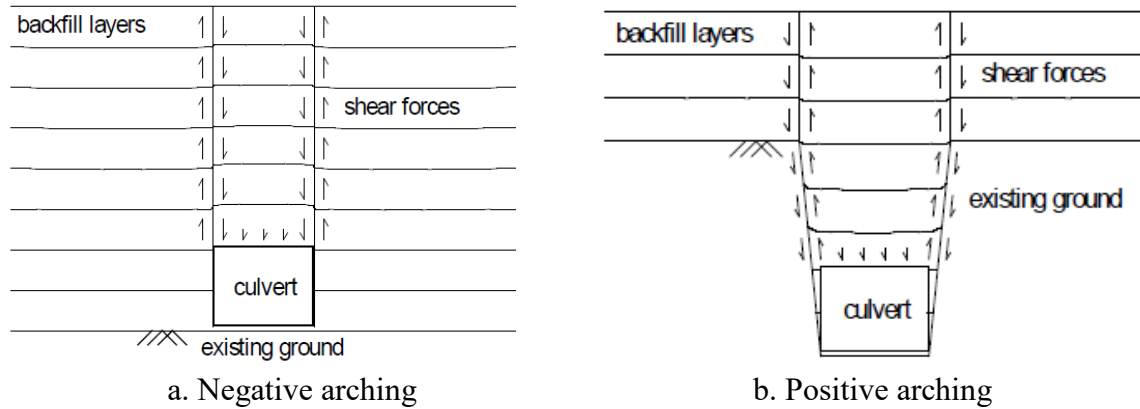 backfill layers
shear forces
culvert
existing ground
a. Negative arching
backfill layers
shear forces
existing ground
culvert
b. Positive arching